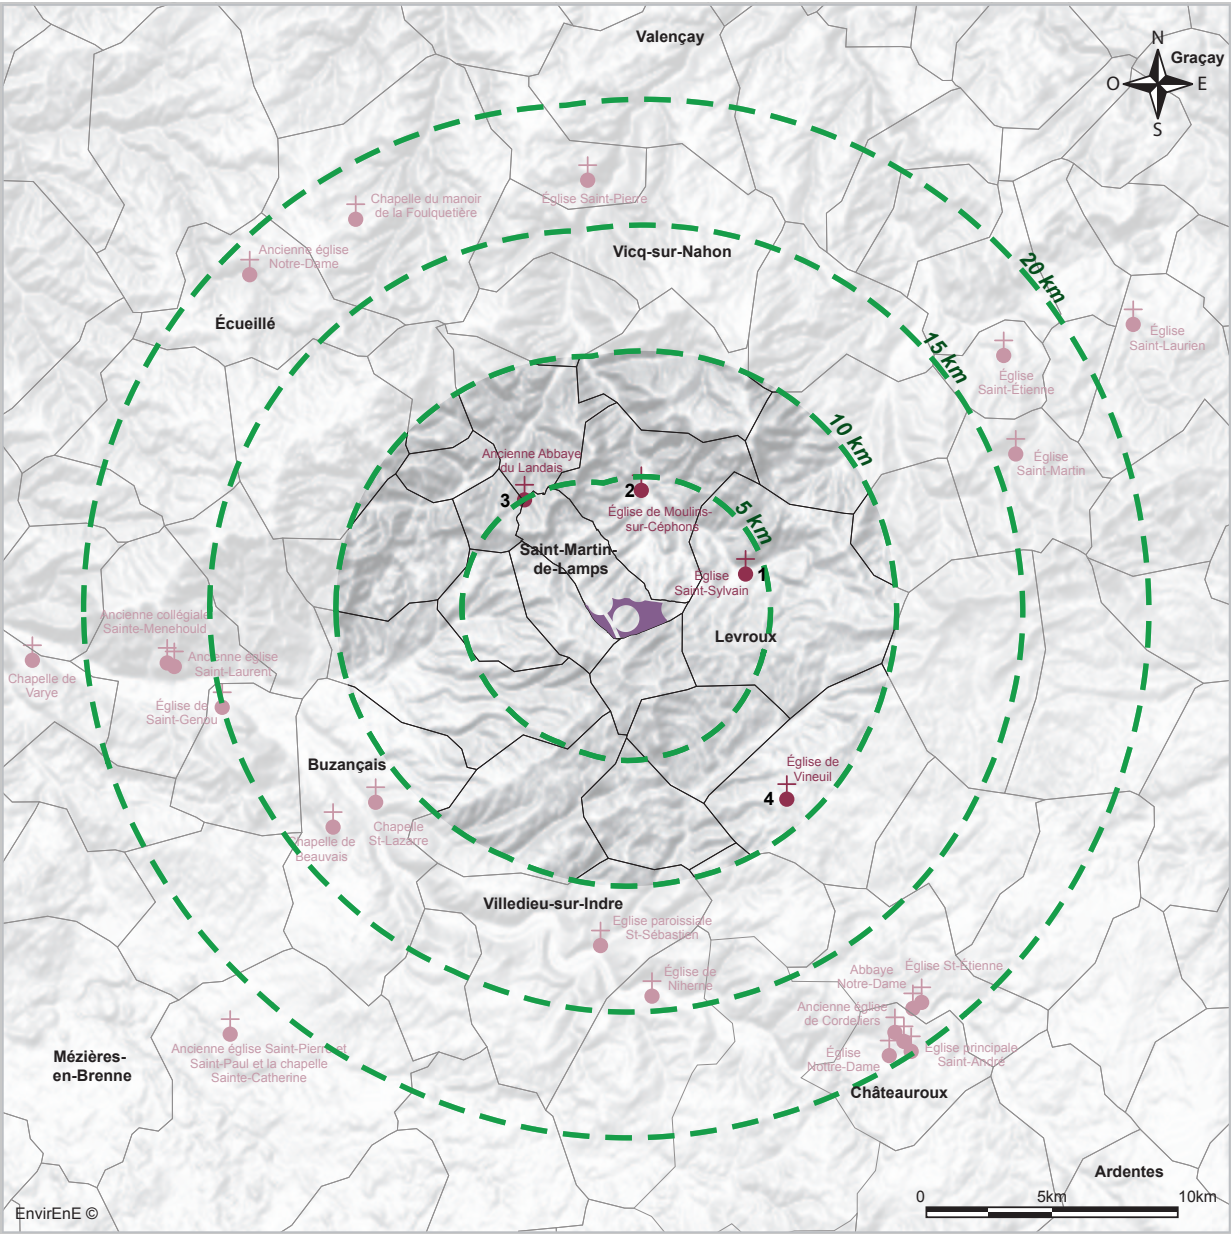 Valençay
N
Graçay
O
E
S
Chapelle du manoir
de la Foulquetière
Église Saint-Pierre
Ancienne église
Notre-Dame
Vicq-sur-Nahon
20 km
Écueillé
Église
Saint-Laurien
15 km
Église
Saint-Étienne
10 km
Ancienne Abbaye
du Landais
Église
Saint-Martin
3
2
Église de Moulins-
sur-Céphons
5 km
Saint-Martin-
de-Lamps
Église
Saint-Sylvain
1
Levroux
Ancienne collégiale
Sainte-Menehould
Ancienne église
Saint-Laurent
Chapelle de
Varye
Église de
Saint-Genou
Buzançais
Église de
Vineuil
4
Chapelle
St-Lazarre
Chapelle de
Beauvais
Villedieu-sur-Indre
Eglise paroissiale
St-Sébastien
Église de
Niherne
Abbaye
Notre-Dame
Église St-Étienne
Ancienne église
de Cordeliers
Église
Nottre-Dame
Église principale
Saint-André
Ancienne église Saint-Pierre et
Saint-Paul et la chapelle
Sainte-Catherine
Mézières-
en-Brenne
Châteauroux
Ardentes
0
5km
10km
EnvirEnE ©